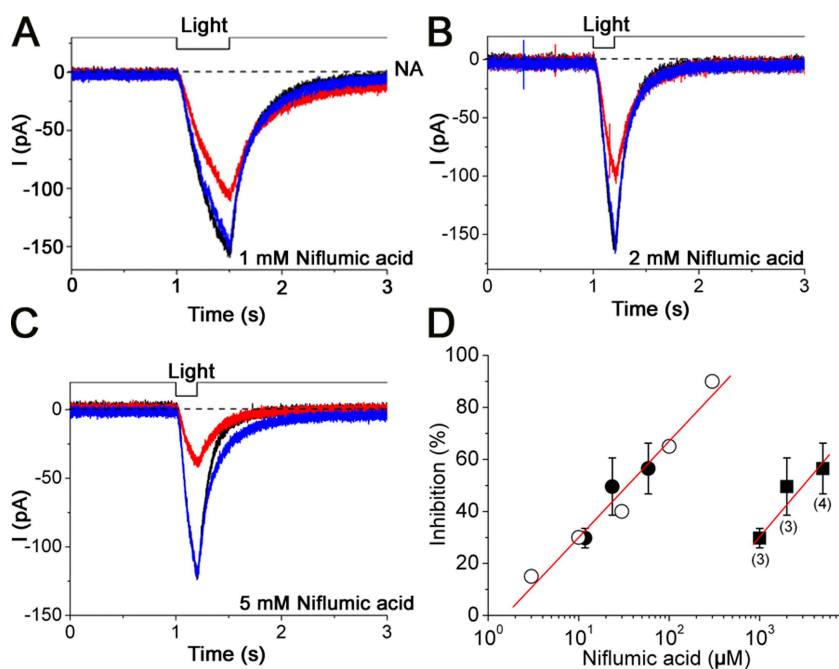 A
Light
NA
0
-50
-100
-150
I (pA)
1 mM Niflumic acid
0 1 2 3
Time (s)
B
Light
0
-50
-100
-150
I (pA)
2 mM Niflumic acid
0 1 2 3
Time (s)
C
Light
0
-50
-100
-150
I (pA)
5 mM Niflumic acid
0 1 2 3
Time (s)
D
100
80
60
40
20
0
Inhibition (%)
(3)
(3)
(4)
10⁰ 10¹ 10² 10³
Niflumic acid (µM)